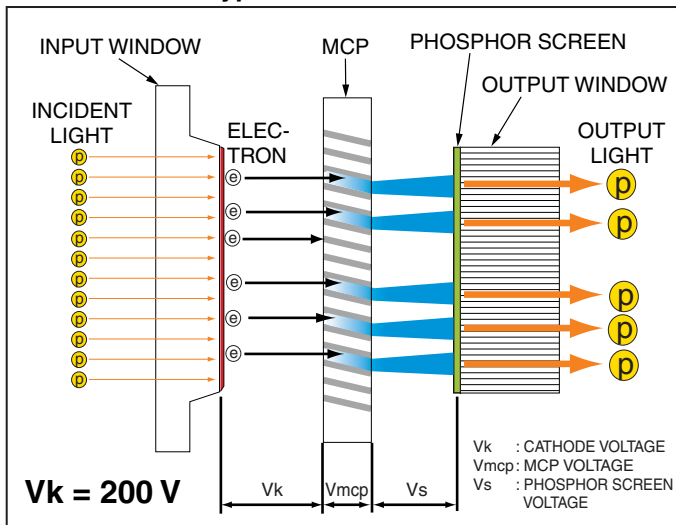 INPUT WINDOW
MCP
PHOSPHOR SCREEN
OUTPUT WINDOW
INCIDENT
LIGHT
ELEC-
TRON
OUTPUT
LIGHT
p
p
p
p
p
p
p
p
p
p
p
p
e
e
e
e
e
e
p
p
p
p
p
Vk = 200 V
Vk
Vmcp
Vs
Vk : CATHODE VOLTAGE
Vmcp : MCP VOLTAGE
Vs : PHOSPHOR SCREEN
VOLTAGE